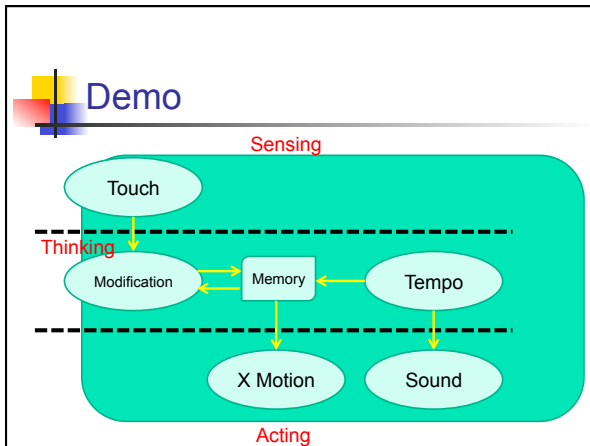 Demo
Sensing
Touch
Thinking
Modification
Memory
Tempo
X Motion
Sound
Acting